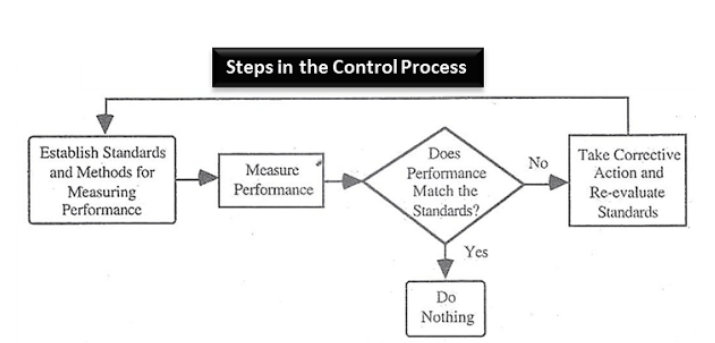 Steps in the Control Process
Establish Standards
and Methods for
Measuring
Performance
Measure
Performance
Does
Performance
Match the
Standards?
No
Take Corrective
Action and
Re-evaluate
Standards
Yes
Do
Nothing